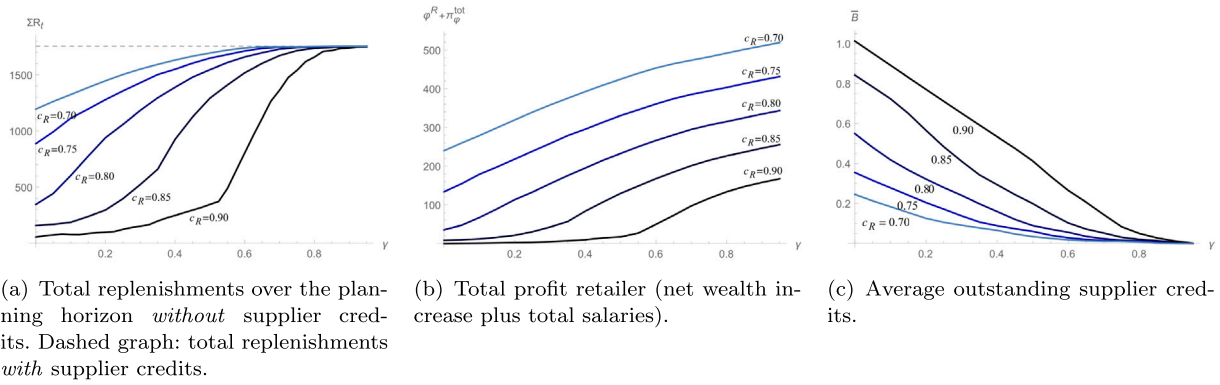 ΣR_t
1500
1000
500
c_R=0.70
c_R=0.75
c_R=0.80
c_R=0.85
c_R=0.90
0.2 0.4 0.6 0.8 γ
φ^R+π_φ^tot
500
400
300
200
100
c_R=0.70
c_R=0.75
c_R=0.80
c_R=0.85
c_R=0.90
0.2 0.4 0.6 0.8 γ
B̅
1.0
0.8
0.6
0.4
0.2
0.90
0.85
0.80
0.75
c_R = 0.70
0.2 0.4 0.6 0.8 γ
(a) Total replenishments over the plan-
ning horizon without supplier cred-
its. Dashed graph: total replenishments
with supplier credits.
(b) Total profit retailer (net wealth in-
crease plus total salaries).
(c) Average outstanding supplier cred-
its.